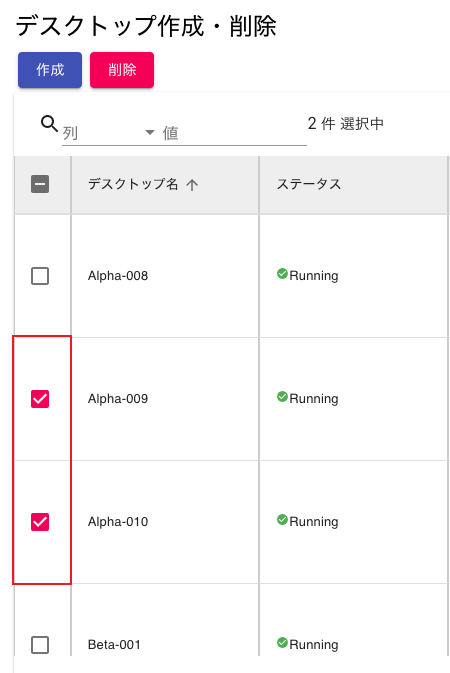 デスクトップ作成・削除
作成 削除
列 値 2 件 選択中
デスクトップ名 ステータス
Alpha-008 Running
Alpha-009 Running
Alpha-010 Running
Beta-001 Running